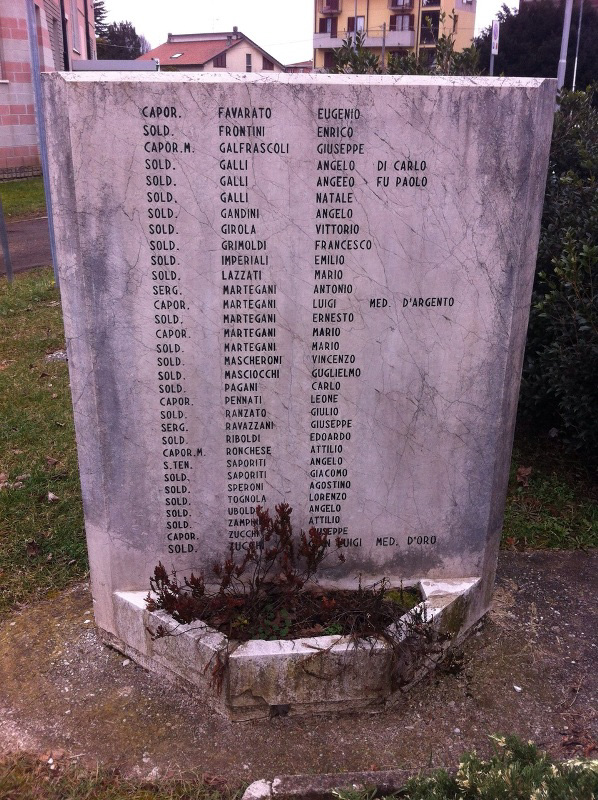 CAPOR. FAVARATO EUGENIO
SOLD. FRONTINI ENRICO
CAPOR.M. GALFRASCOLI GIUSEPPE
SOLD. GALLI ANGELO DI CARLO
SOLD. GALLI ANGELO FU PAOLO
SOLD. GALLI NATALE
SOLD. GANDINI ANGELO
SOLD. GIROLA VITTORIO
SOLD. GRIMOLDI FRANCESCO
SOLD. IMPERIALI EMILIO
SOLD. LAZZATI MARIO
SERG. MARTEGANI ANTONIO
CAPOR. MARTEGANI LUIGI MED. D'ARGENTO
SOLD. MARTEGANI ERNESTO
CAPOR. MARTEGANI MARIO
SOLD. MARTEGANI MARIO
SOLD. MASCHERONI VINCENZO
SOLD. MASCIOCCHI GUGLIELMO
SOLD. PAGANI CARLO
CAPOR. PENNATI LEONE
SOLD. RANZATO GIULIO
SERG. RAVAZZANI GIUSEPPE
SOLD. RIBOLDI EDOARDO
CAPOR.M. RONCHESE ATTILIO
S.TEN. SAPORITI ANGELO
SOLD. SAPORITI GIACOMO
SOLD. SPERONI AGOSTINO
SOLD. TOGNOLA LORENZO
SOLD. UBOLDI ANGELO
SOLD. ATTILIO
CAPOR. ZUCCHI
SOLD. ZUCCHI LUIGI MED. D'ORO